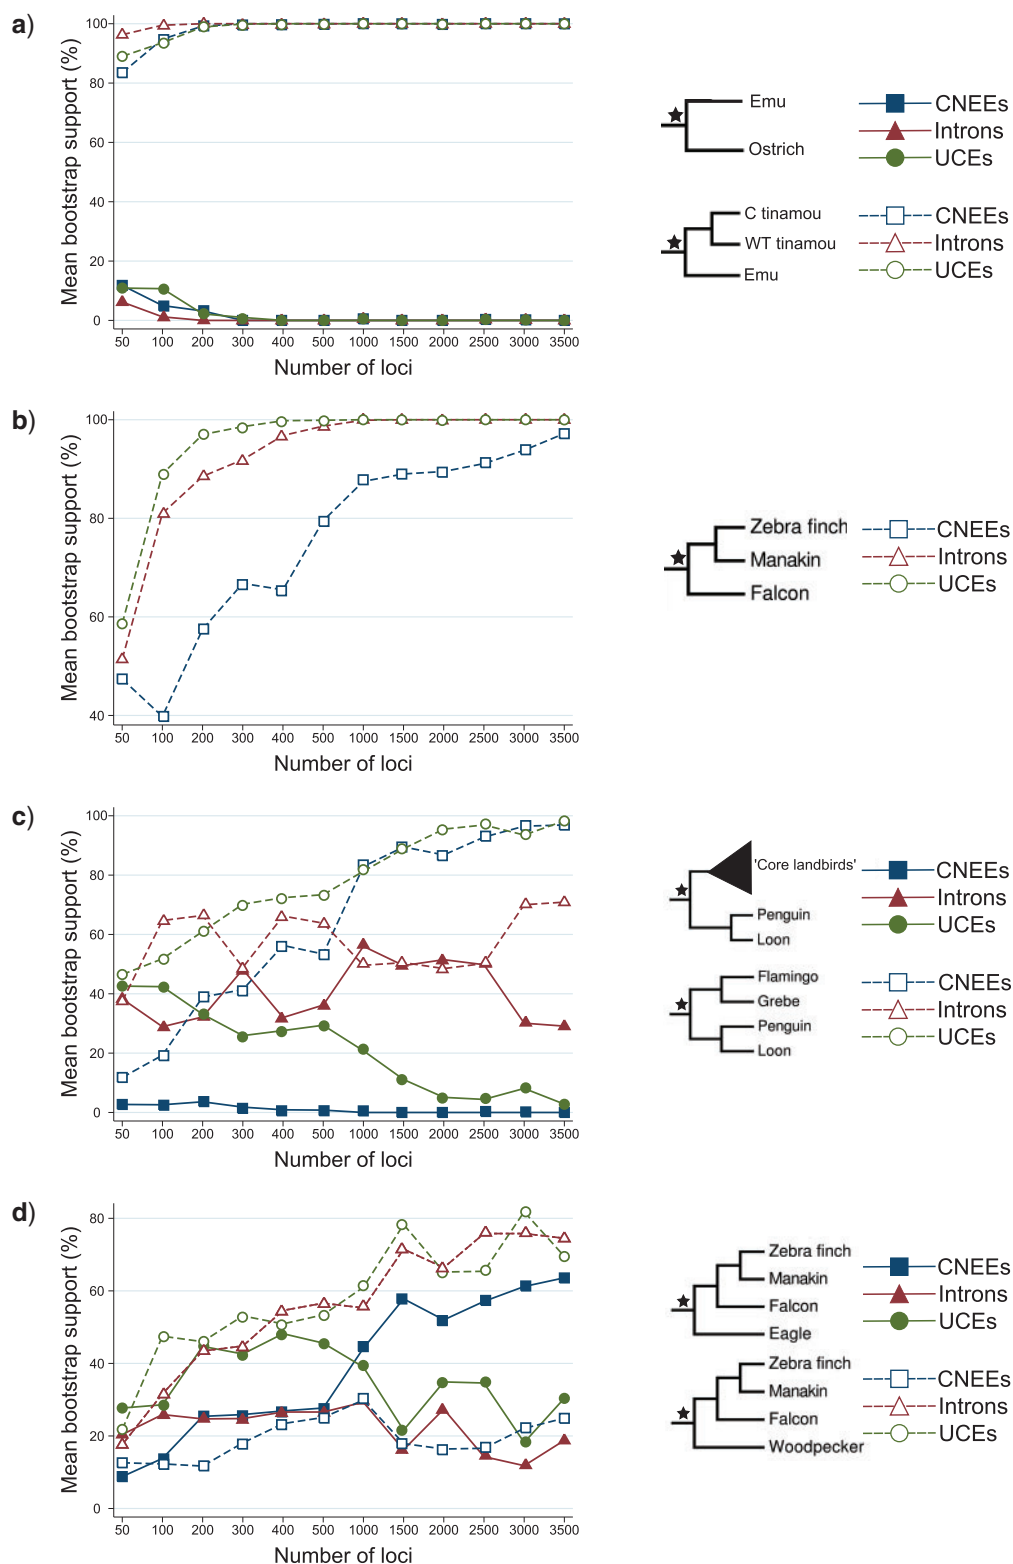 a)
Mean bootstrap support (%)
100
80
60
40
20
0
50 100 200 300 400 500 1000 1500 2000 2500 3000 3500
Number of loci
Emu
Ostrich
CNEEs
Introns
UCEs
C tinamou
WT tinamou
Emu
CNEEs
Introns
UCEs
b)
Mean bootstrap support (%)
100
80
60
40
50 100 200 300 400 500 1000 1500 2000 2500 3000 3500
Number of loci
Zebra finch
Manakin
Falcon
CNEEs
Introns
UCEs
c)
Mean bootstrap support (%)
100
80
60
40
20
0
50 100 200 300 400 500 1000 1500 2000 2500 3000 3500
Number of loci
'Core landbirds'
Penguin
Loon
CNEEs
Introns
UCEs
Flamingo
Grebe
Penguin
Loon
CNEEs
Introns
UCEs
d)
Mean bootstrap support (%)
80
60
40
20
0
50 100 200 300 400 500 1000 1500 2000 2500 3000 3500
Number of loci
Zebra finch
Manakin
Falcon
Eagle
CNEEs
Introns
UCEs
Zebra finch
Manakin
Falcon
Woodpecker
CNEEs
Introns
UCEs